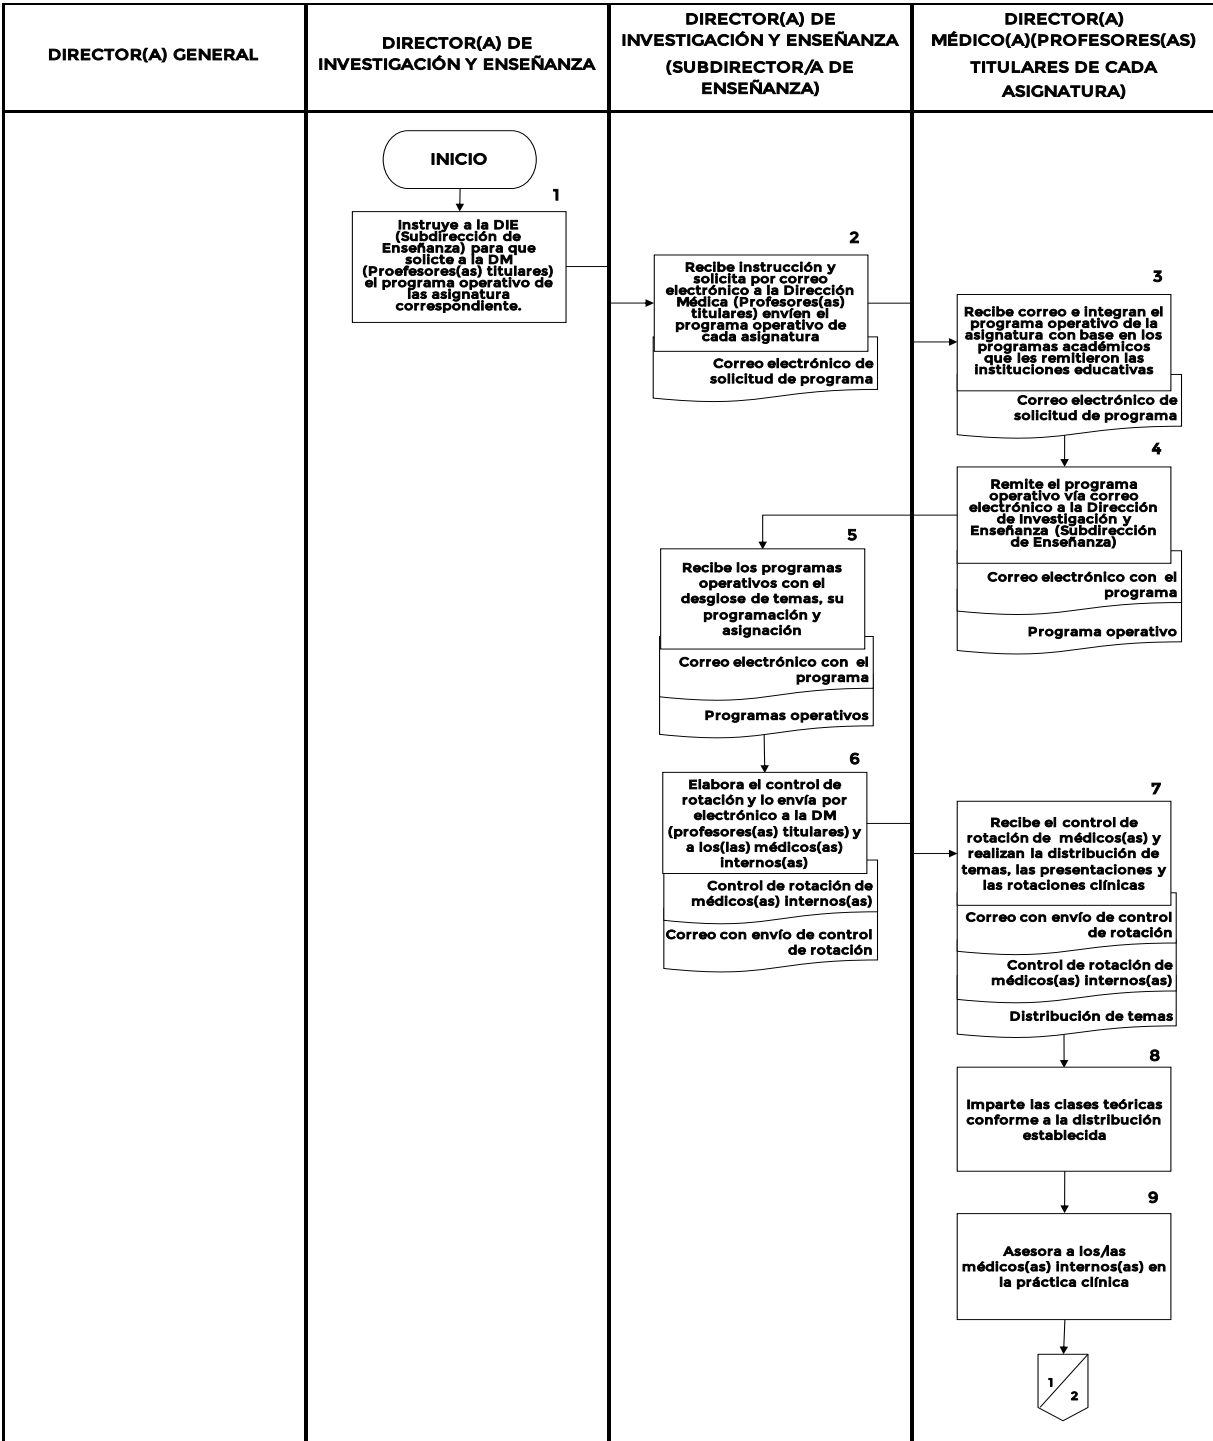 DIRECTOR(A) GENERAL
DIRECTOR(A) DE
INVESTIGACIÓN Y ENSEÑANZA
DIRECTOR(A) DE
INVESTIGACIÓN Y ENSEÑANZA
(SUBDIRECTOR/A DE
ENSEÑANZA)
DIRECTOR(A)
MÉDICO(A)(PROFESORES(AS)
TITULARES DE CADA
ASIGNATURA)
INICIO
1
Instruye a la DIE
(Subdirección de
Enseñanza) para que
solicte a la DM
(Proefesores(as) titulares)
el programa operativo de
las asignatura
correspondiente.
2
Recibe instrucción y
solicita por correo
electrónico a la Dirección
Médica (Profesores(as)
titulares) envíen el
programa operativo de
cada asignatura
Correo electrónico de
solicitud de programa
3
Recibe correo e integran el
programa operativo de la
asignatura con base en los
programas académicos
que les remitieron las
instituciones educativas
Correo electrónico de
solicitud de programa
4
Remite el programa
operativo vía correo
electrónico a la Dirección
de Investigación y
Enseñanza (Subdirección
de Enseñanza)
Correo electrónico con el
programa
Programa operativo
5
Recibe los programas
operativos con el
desglose de temas, su
programación y
asignación
Correo electrónico con el
programa
Programas operativos
6
Elabora el control de
rotación y lo envía por
electrónico a la DM
(profesores(as) titulares) y
a los(las) médicos(as)
internos(as)
Control de rotación de
médicos(as) internos(as)
Correo con envío de control
de rotación
7
Recibe el control de
rotación de médicos(as) y
realizan la distribución de
temas, las presentaciones y
las rotaciones clínicas
Correo con envío de control
de rotación
Control de rotación de
médicos(as) internos(as)
Distribución de temas
8
Imparte las clases teóricas
conforme a la distribución
establecida
9
Asesora a los/las
médicos(as) internos(as) en
la práctica clínica
1
2